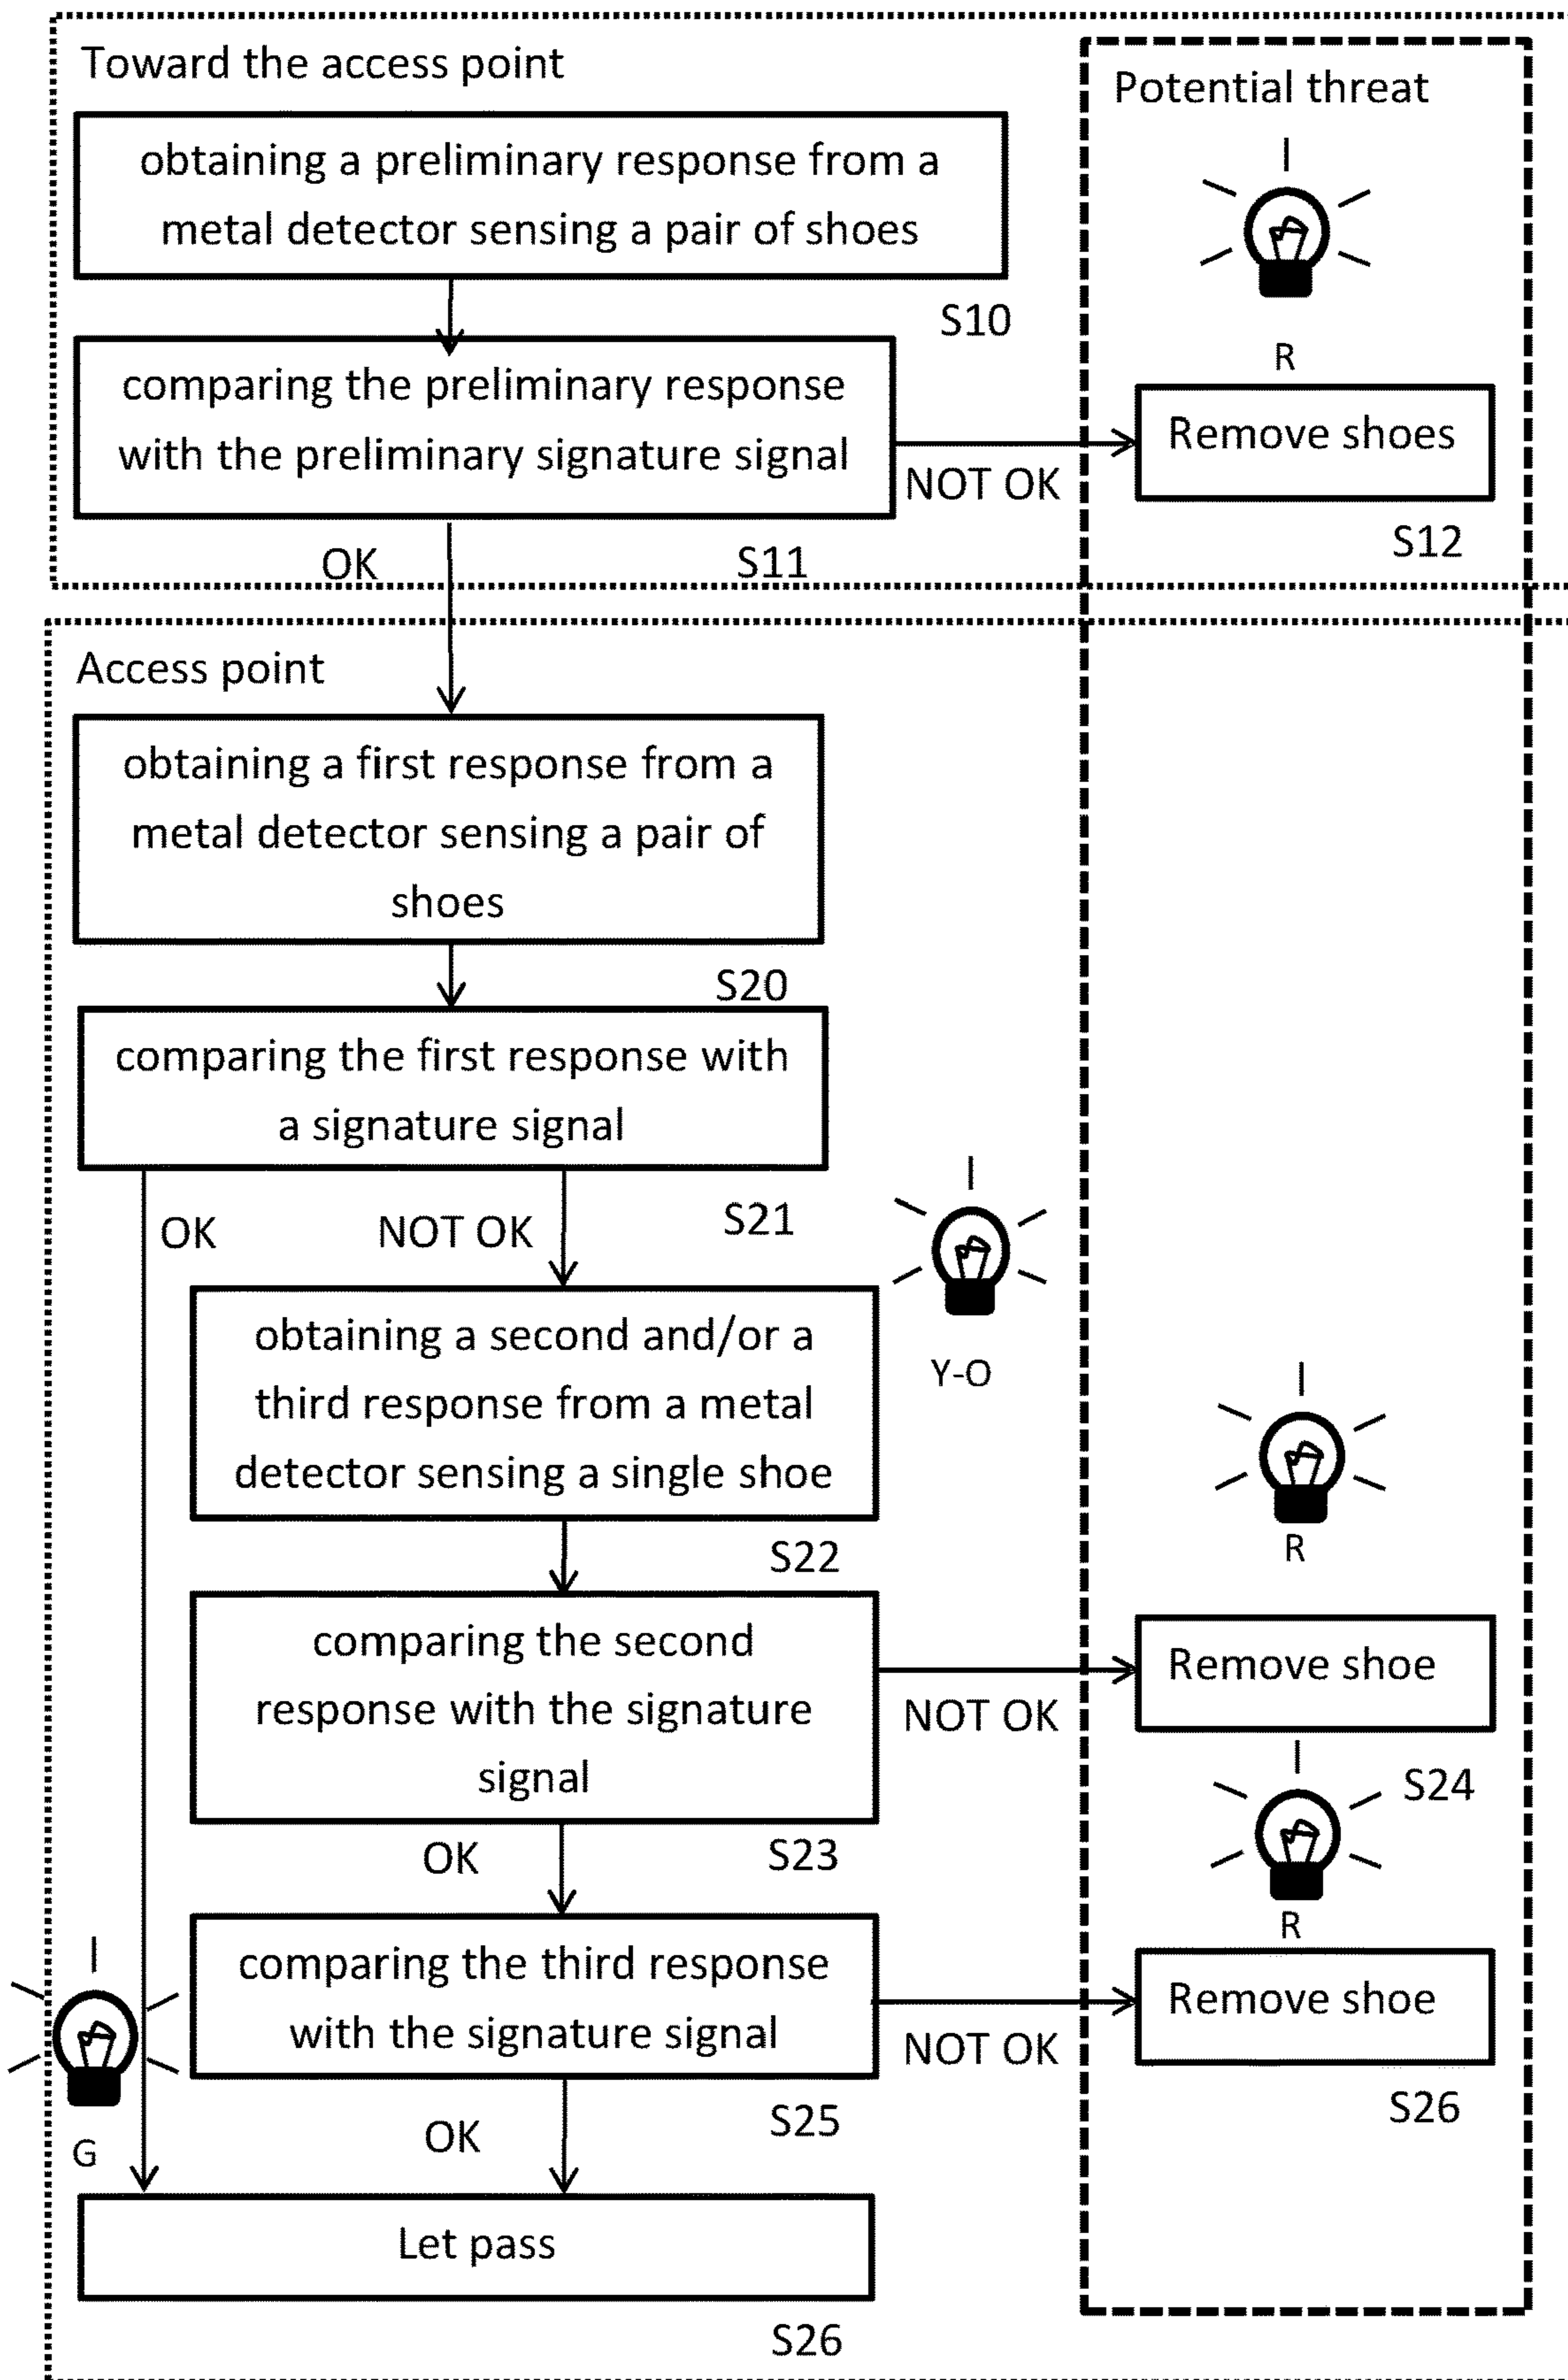 Toward the access point
Potential threat
obtaining a preliminary response from a
metal detector sensing a pair of shoes
S10
R
comparing the preliminary response
with the preliminary signature signal
NOT OK
Remove shoes
S12
OK
S11
Access point
obtaining a first response from a
metal detector sensing a pair of
shoes
S20
comparing the first response with
a signature signal
OK
NOT OK
S21
Y-O
obtaining a second and/or a
third response from a metal
detector sensing a single shoe
S22
R
comparing the second
response with the signature
signal
NOT OK
Remove shoe
S24
OK
S23
R
comparing the third response
with the signature signal
NOT OK
Remove shoe
S26
G
OK
S25
Let pass
S26